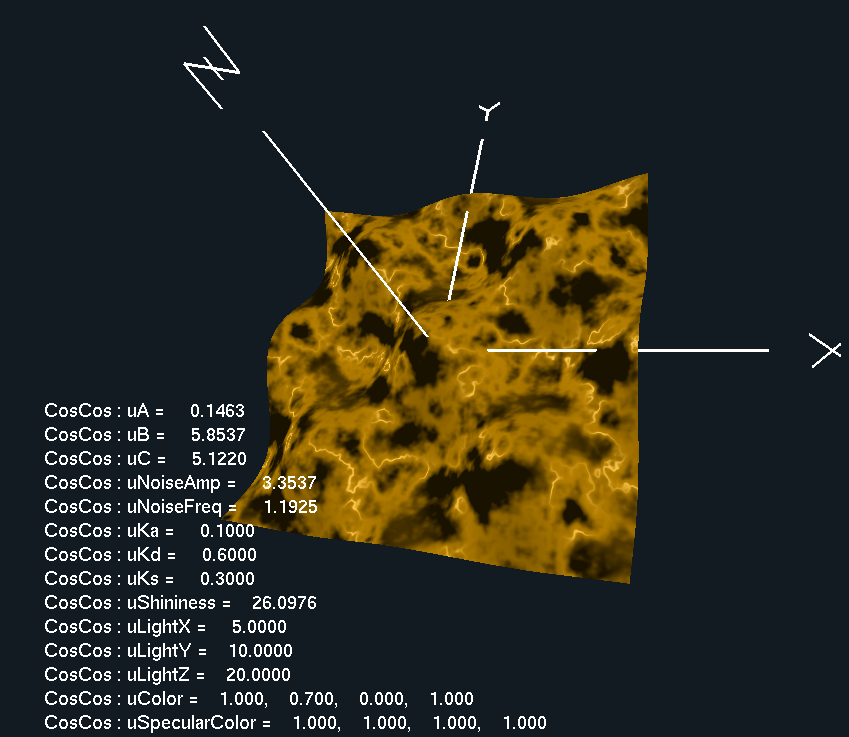 Z
Y
X
CosCos : uA = 0.1463
CosCos : uB = 5.8537
CosCos : uC = 5.1220
CosCos : uNoiseAmp = 3.3537
CosCos : uNoiseFreq = 1.1925
CosCos : uKa = 0.1000
CosCos : uKd = 0.6000
CosCos : uKs = 0.3000
CosCos : uShininess = 26.0976
CosCos : uLightX = 5.0000
CosCos : uLightY = 10.0000
CosCos : uLightZ = 20.0000
CosCos : uColor = 1.000, 0.700, 0.000, 1.000
CosCos : uSpecularColor = 1.000, 1.000, 1.000, 1.000